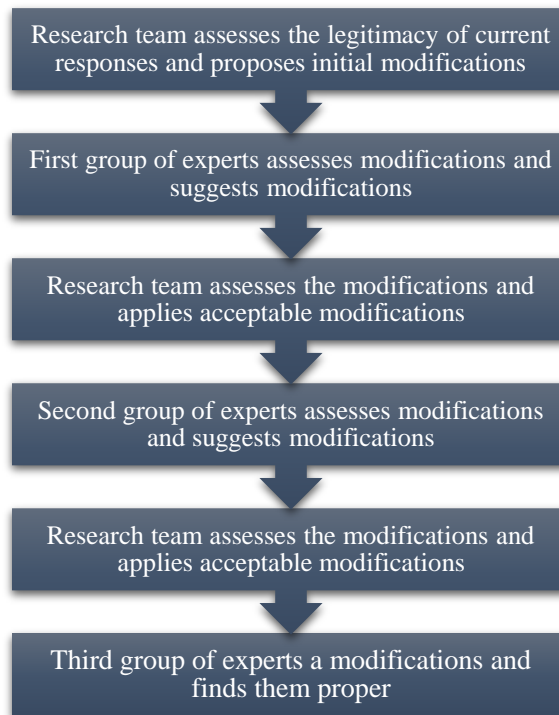 Research team assesses the legitimacy of current
responses and proposes initial modifications
First group of experts assesses modifications and
suggests modifications
Research team assesses the modifications and
applies acceptable modifications
Second group of experts assesses modifications
and suggests modifications
Research team assesses the modifications and
applies acceptable modifications
Third group of experts a modifications and
finds them proper